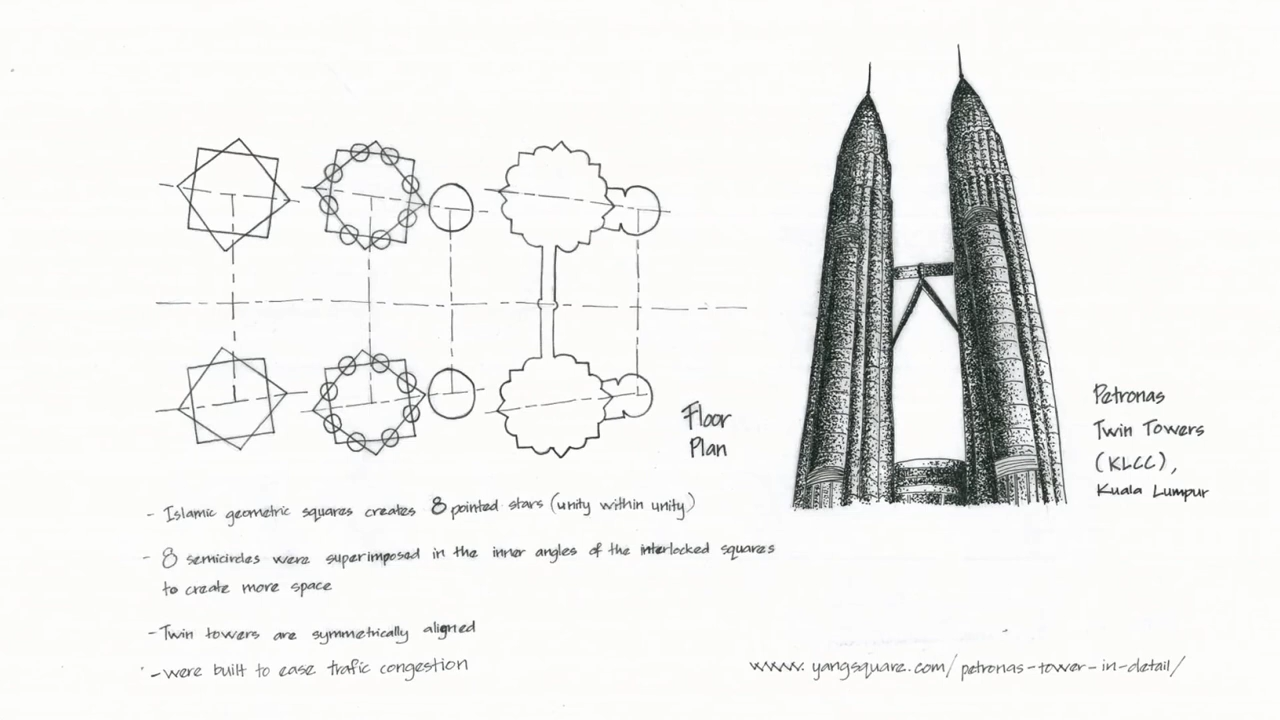 Floor
Plan
Petronas
Twin Towers
(KLCC),
Kuala Lumpur
- Islamic geometric squares creates 8 pointed stars (unity within unity)
- 8 semicircles were superimposed in the inner angles of the interlocked squares
to create more space
- Twin towers are symmetrically aligned
- were built to ease trafic congestion
www.yangsquare.com/petronas-tower-in-detail/